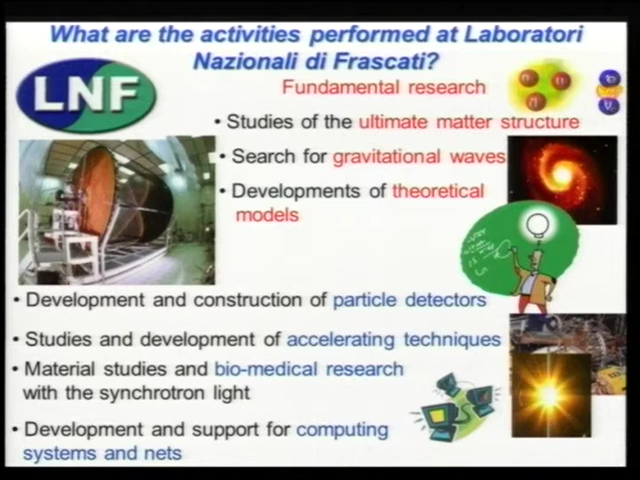 What are the activities performed at Laboratori
Nazionali di Frascati?
LNF
Fundamental research
• Studies of the ultimate matter structure
• Search for gravitational waves
• Developments of theoretical
models
• Development and construction of particle detectors
• Studies and development of accelerating techniques
• Material studies and bio-medical research
with the synchrotron light
• Development and support for computing
systems and nets